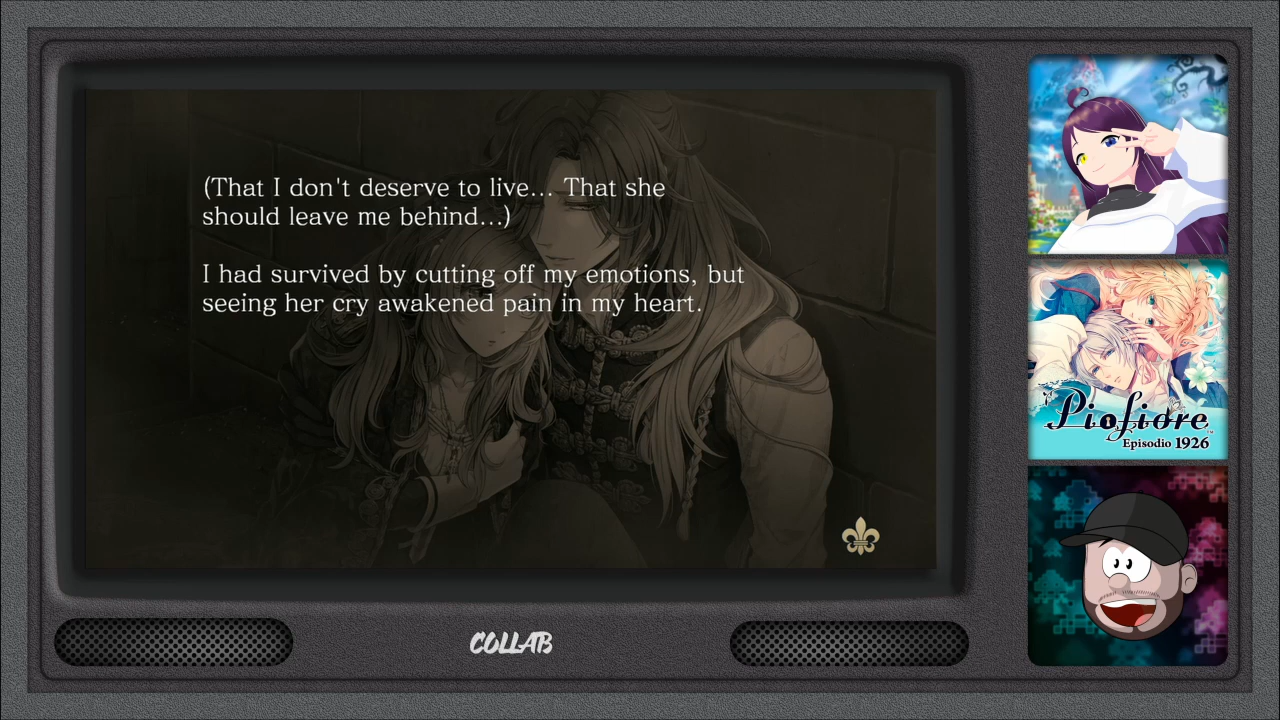 (That I don't deserve to live... That she
should leave me behind...)
I had survived by cutting off my emotions, but
seeing her cry awakened pain in my heart.
Piofiore
Episodio 1926
COLLAB